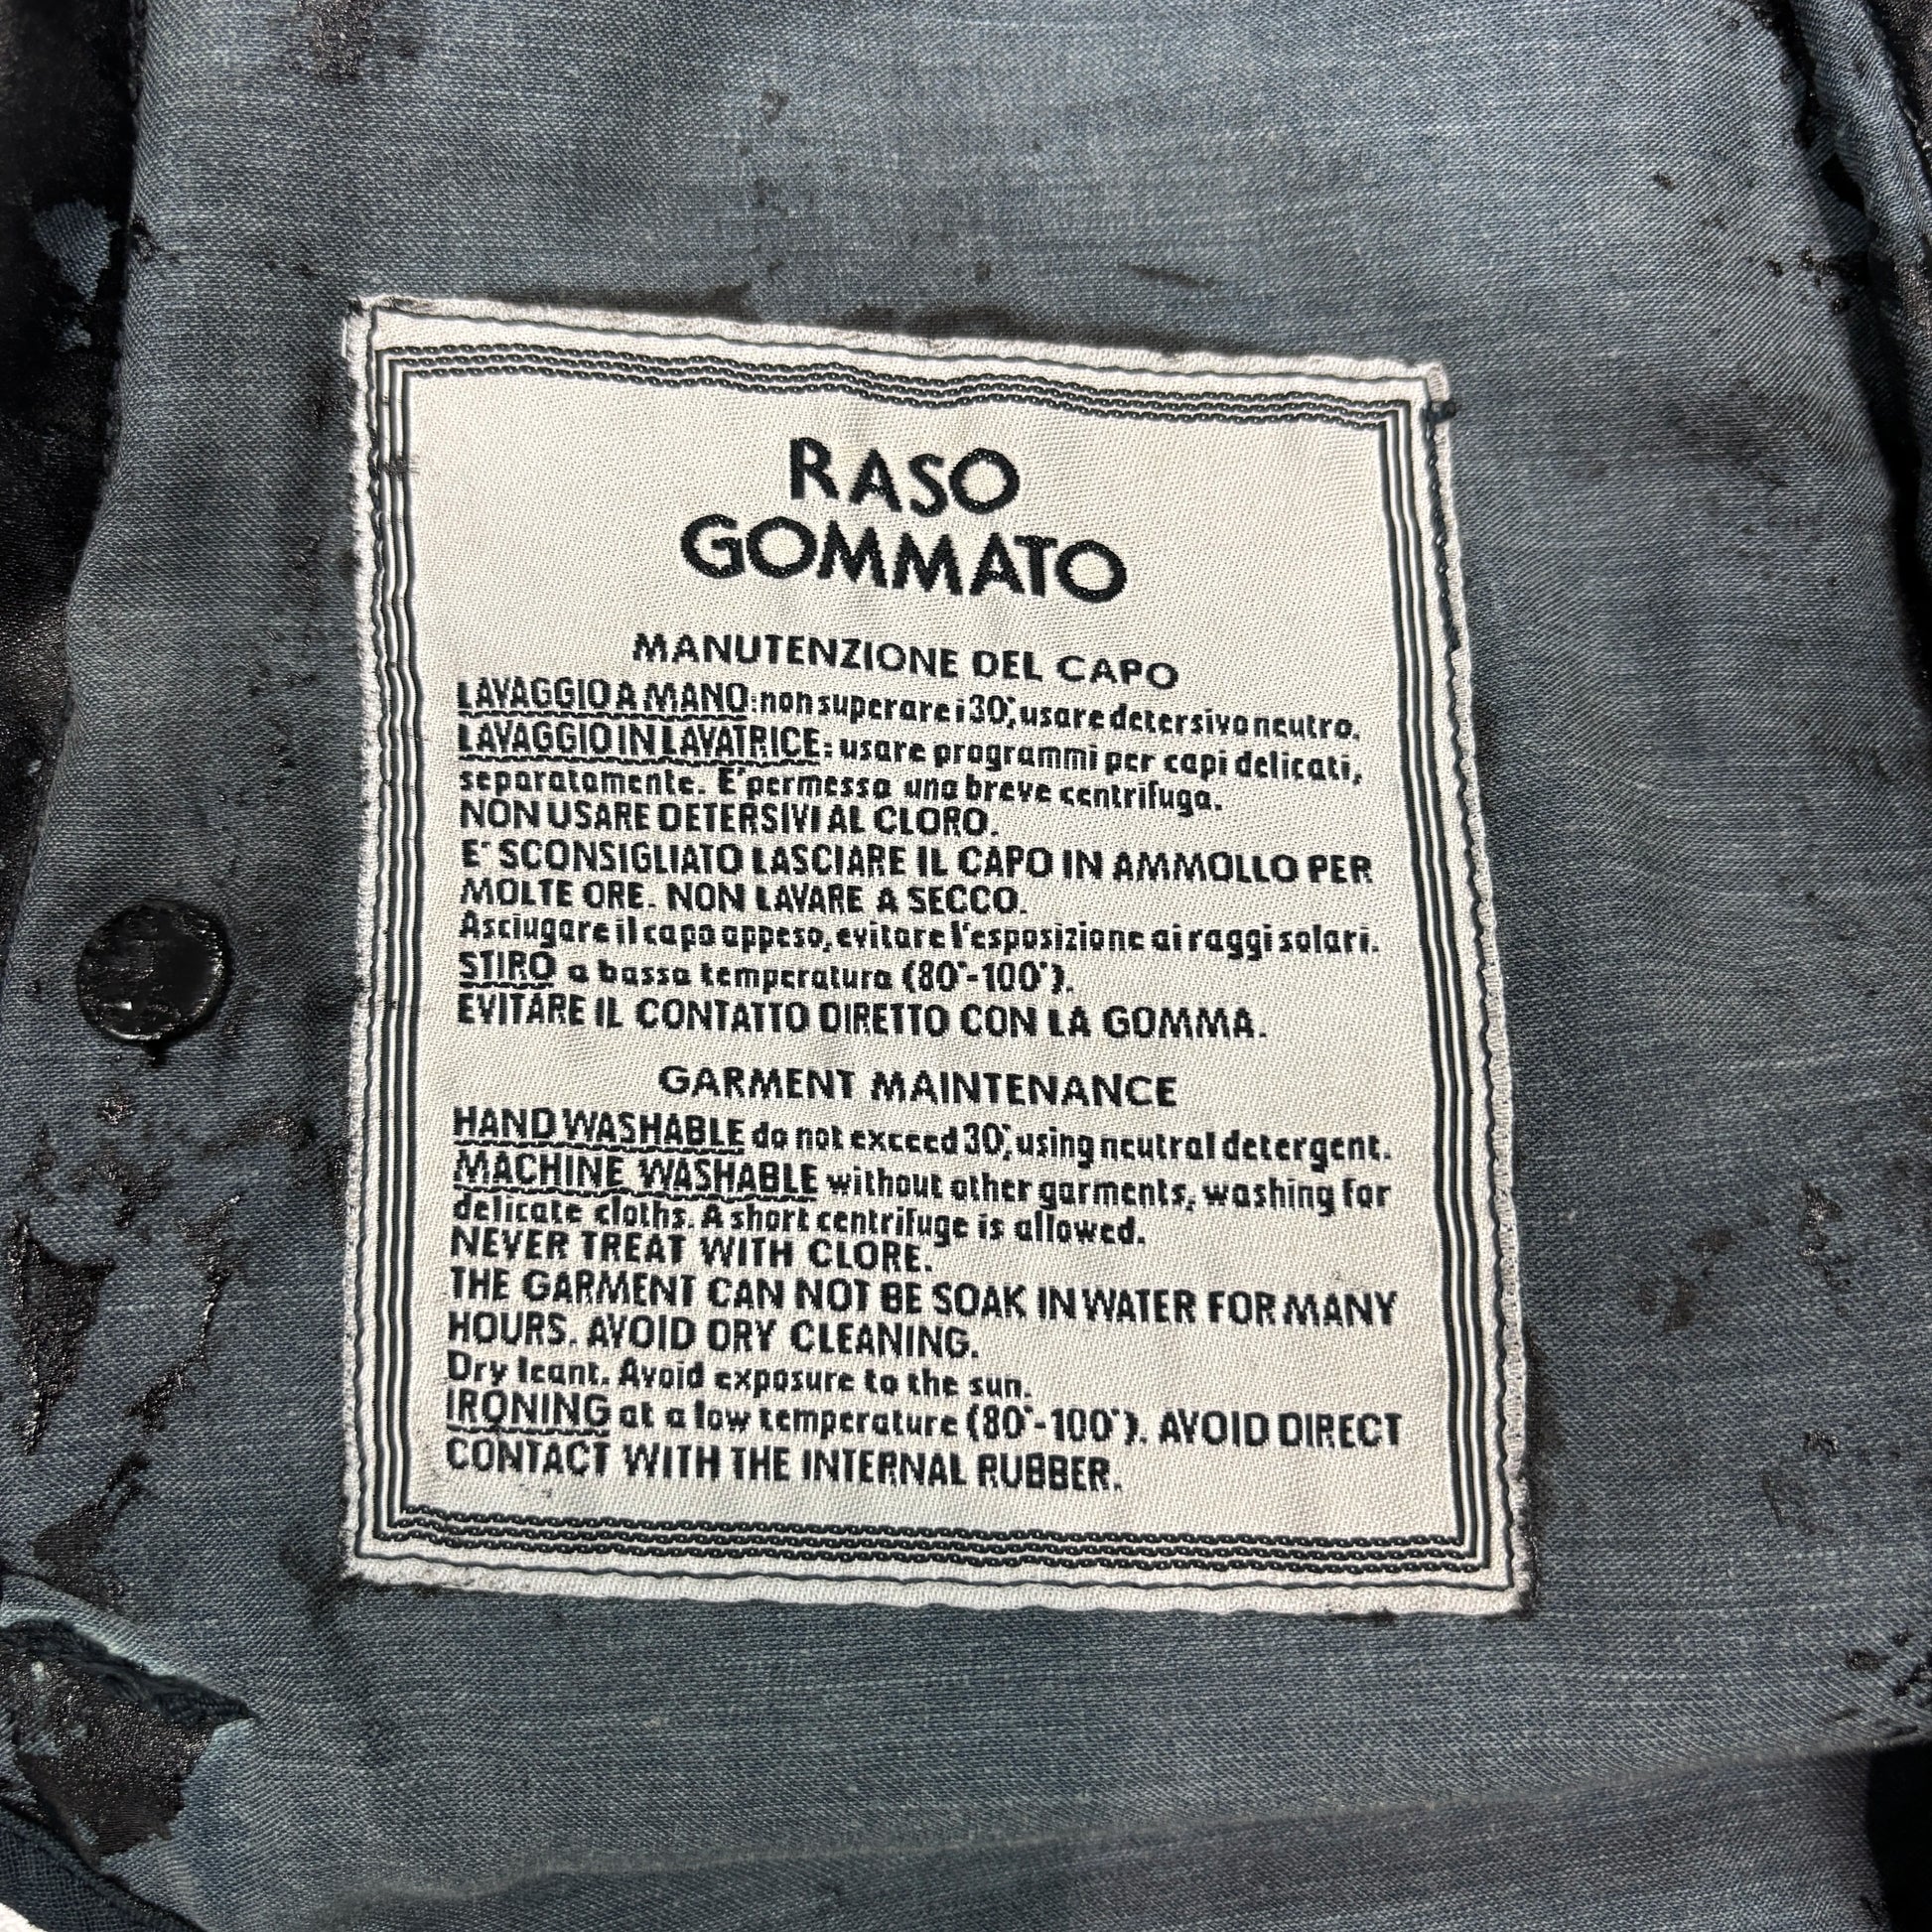 RASO
GOMMATO
MANUTENZIONE DEL CAPO
LAVAGGIO A MANO: non superare i 30°, usare detersivo neutro.
LAVAGGIO IN LAVATRICE: usare programmi per capi delicati,
separatamente. E' permessa una breve centrifuga.
NON USARE DETERSIVI AL CLORO.
E' SCONSIGLIATO LASCIARE IL CAPO IN AMMOLLO PER
MOLTE ORE. NON LAVARE A SECCO.
Asciugare il capo appeso, evitare l'esposizione ai raggi solari.
STIRO a bassa temperatura (80°-100°).
EVITARE IL CONTATTO DIRETTO CON LA GOMMA.
GARMENT MAINTENANCE
HAND WASHABLE do not exceed 30°, using neutral detergent.
MACHINE WASHABLE without other garments, washing for
delicate cloths. A short centrifuge is allowed.
NEVER TREAT WITH CLORE.
THE GARMENT CAN NOT BE SOAK IN WATER FOR MANY
HOURS. AVOID DRY CLEANING.
Dry leant. Avoid exposure to the sun.
IRONING at a low temperature (80°-100°). AVOID DIRECT
CONTACT WITH THE INTERNAL RUBBER.